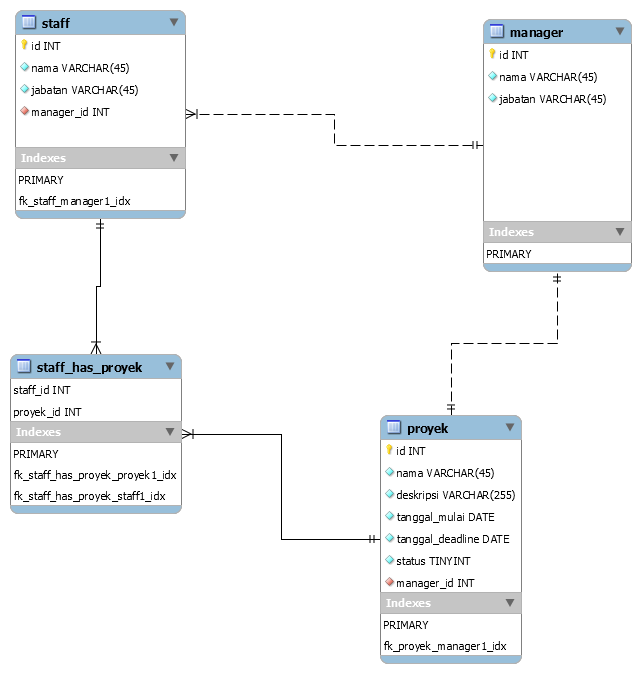 staff
id INT
nama VARCHAR(45)
jabatan VARCHAR(45)
manager_id INT
Indexes
PRIMARY
fk_staff_manager1_idx
manager
id INT
nama VARCHAR(45)
jabatan VARCHAR(45)
Indexes
PRIMARY
staff_has_proyek
staff_id INT
proyek_id INT
Indexes
PRIMARY
fk_staff_has_proyek_proyek1_idx
fk_staff_has_proyek_staff1_idx
proyek
id INT
nama VARCHAR(45)
deskripsi VARCHAR(255)
tanggal_mulai DATE
tanggal_deadline DATE
status TINYINT
manager_id INT
Indexes
PRIMARY
fk_proyek_manager1_idx